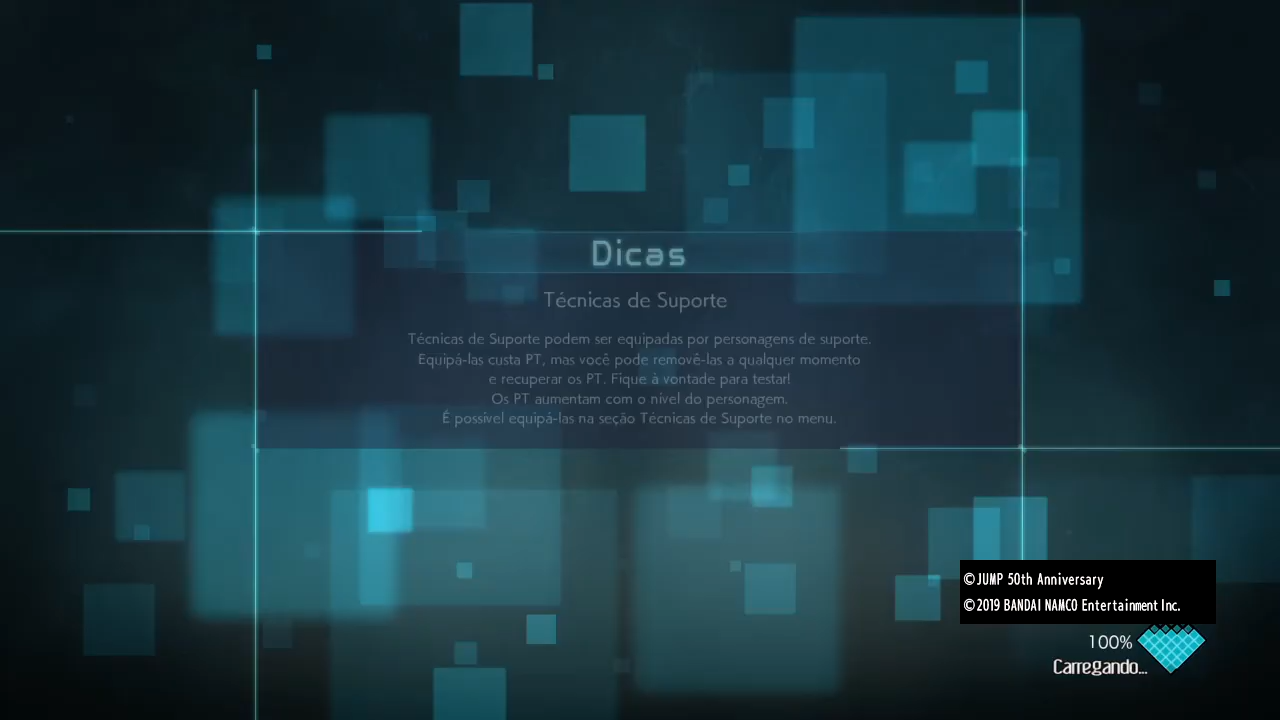 Dicas
Técnicas de Suporte
Técnicas de Suporte podem ser equipadas por personagens de suporte.
Equipá-las custa PT, mas você pode removê-las a qualquer momento
e recuperar os PT. Fique à vontade para testar!
Os PT aumentam com o nível do personagem.
É possível equipá-las na seção Técnicas de Suporte no menu.
©JUMP 50th Anniversary
©2019 BANDAI NAMCO Entertainment Inc.
100%
Carregando...